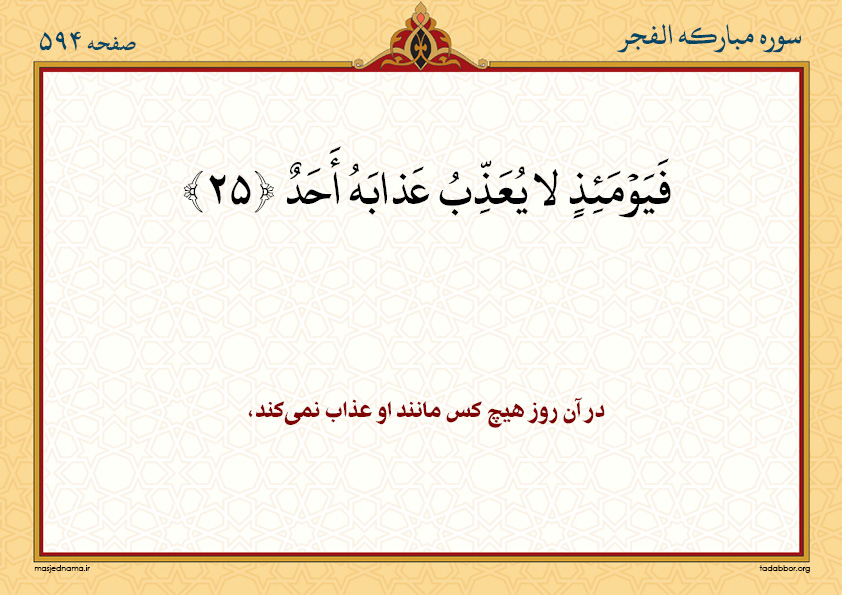 سوره مبارکه الفجر
صفحه ۵۹۴
فَيَوْمَئِذٍ لا يُعَذِّبُ عَذابَهُ أَحَدٌ ﴿۲۵﴾
در آن روز هیچ کس مانند او عذاب نمی‌کند،
masjednama.ir
tadabbor.org